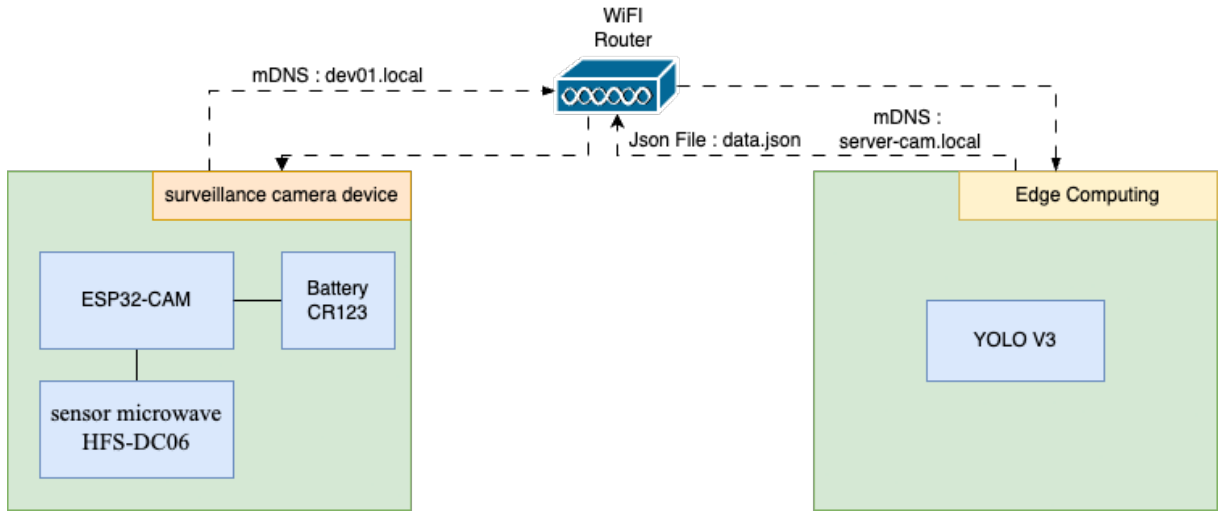 WiFI
Router
mDNS : dev01.local
mDNS :
server-cam.local
Json File : data.json
surveillance camera device
Edge Computing
ESP32-CAM
Battery
CR123
YOLO V3
sensor microwave
HFS-DC06